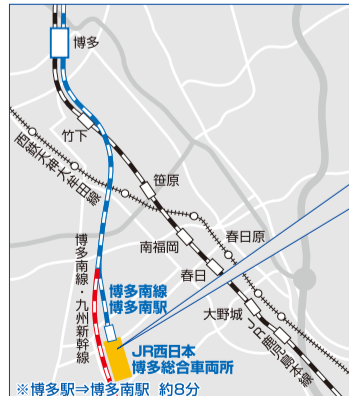 博多
竹下
西鉄天神大牟田線
笹原
南福岡
春日原
春日
大野城
JR鹿児島本線
博多南線・九州新幹線
博多南線
博多南駅
JR西日本
博多総合車両所
※博多駅⇒博多南駅 約8分